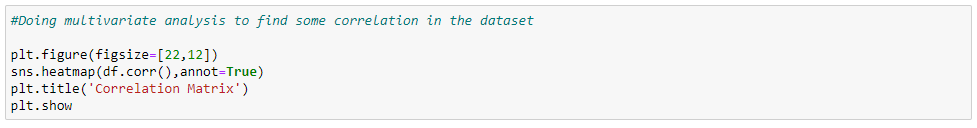 #Doing multivariate analysis to find some correlation in the dataset
plt.figure(figsize=[22,12])
sns.heatmap(df.corr(),annot=True)
plt.title('Correlation Matrix')
plt.show